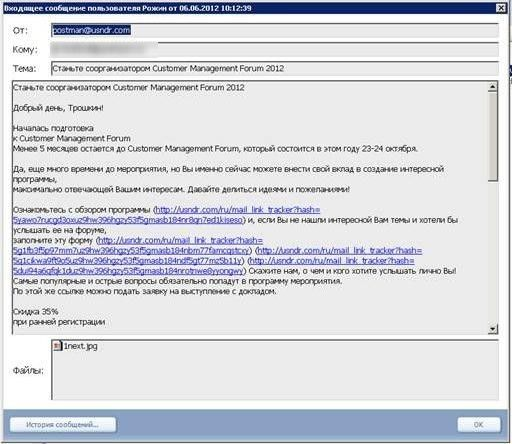 Входящее сообщение пользователя Рожин от 06.06.2012 10:12:39
От: postman@usndr.com
Кому:
Тема: Станьте соорганизатором Customer Management Forum 2012
Станьте соорганизатором Customer Management Forum 2012
Добрый день, Трошкин!
Началась подготовка
к Customer Management Forum
Менее 5 месяцев остается до Customer Management Forum, который состоится в этом году 23-24 октября.
Да, еще много времени до мероприятия, но Вы именно сейчас можете внести свой вклад в создание интересной
программы,
максимально отвечающей Вашим интересам. Давайте делиться идеями и пожеланиями!
Ознакомьтесь с обзором программы (http://usndr.com/ru/mail_link_tracker?hash=
5yawo7rucgd3oxuz9hw396hgzy53f5gmasb184nr8qn7ed1kiseso) и, если Вы не нашли интересной Вам темы и хотели бы
услышать ее на форуме,
заполните эту форму (http://usndr.com/ru/mail_link_tracker?hash=
5g1fb3f5p97mm7uz9hw396hgzy53f5gmasb184nbm77famcqstcxy) (http://usndr.com/ru/mail_link_tracker?hash=
5q1cikwa9ft9o5uz9hw396hgzy53f5gmasb184ndf5gt77mz5b11y) (http://usndr.com/ru/mail_link_tracker?hash=
5dui94a6qfqk1duz9hw396hgzy53f5gmasb184nrotnwe8yyongwy) Скажите нам, о чем и кого хотите услышать лично Вы!
Самые популярные и острые вопросы обязательно попадут в программу мероприятия.
По этой же ссылке можно подать заявку на выступление с докладом.
Скидка 35%
при ранней регистрации
Файлы: 1next.jpg
История сообщений...
OK